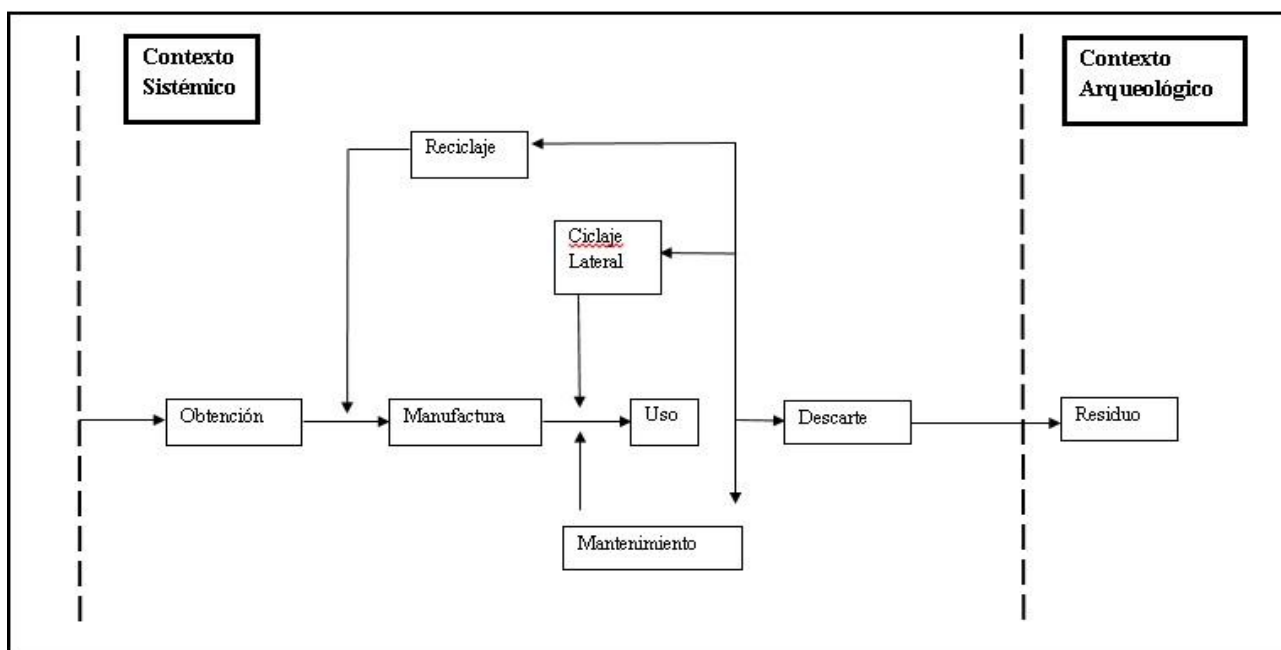 Contexto
Sistémico
Contexto
Arqueológico
Reciclaje
Ciclaje
Lateral
Obtención
Manufactura
Uso
Descarte
Residuo
Mantenimiento